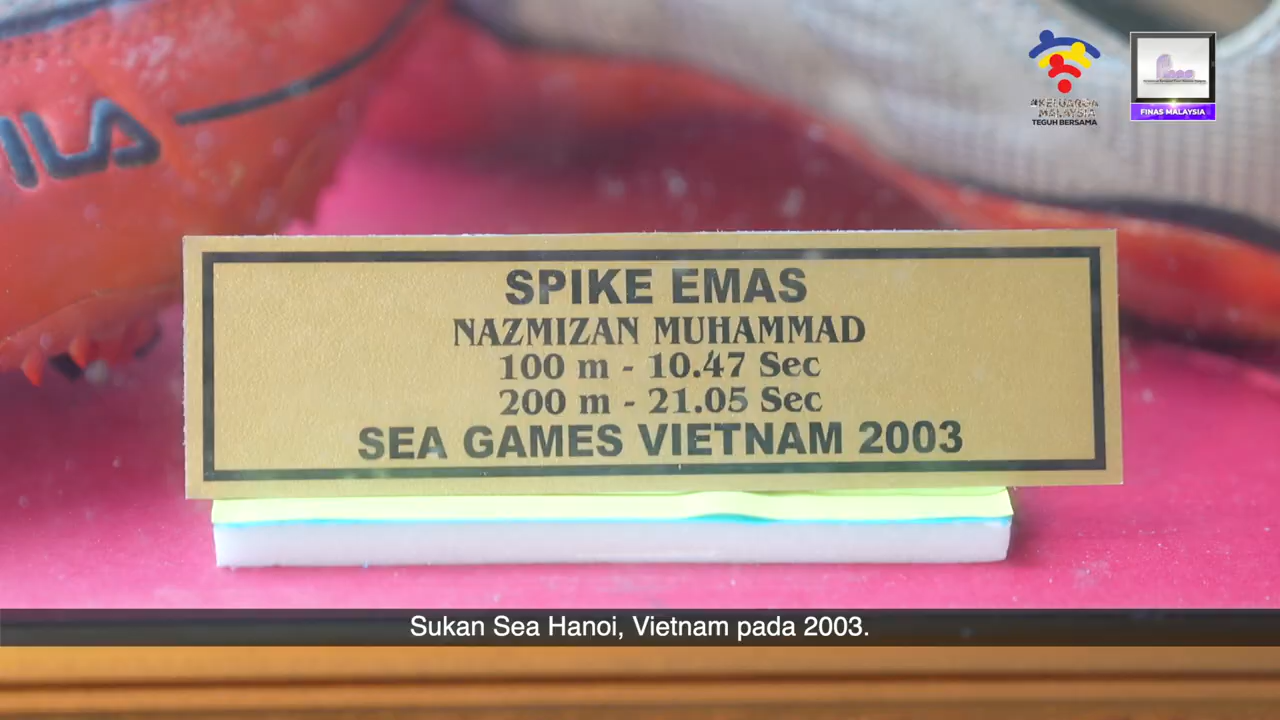 ILA
#KELUARGA
MALAYSIA
TEGUH BERSAMA
FINAS MALAYSIA
SPIKE EMAS
NAZMIZAN MUHAMMAD
100 m - 10.47 Sec
200 m - 21.05 Sec
SEA GAMES VIETNAM 2003
Sukan Sea Hanoi, Vietnam pada 2003.